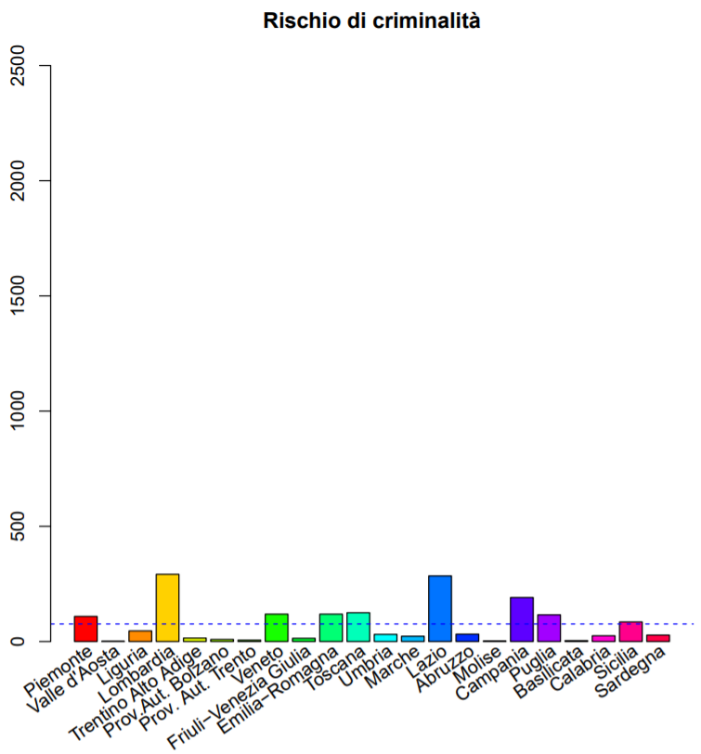 Rischio di criminalità
2500
2000
1500
1000
500
0
Piemonte
Valle d'Aosta
Liguria
Lombardia
Trentino Alto Adige
Prov.Aut. Bolzano
Prov. Aut. Trento
Veneto
Friuli−Venezia Giulia
Emilia−Romagna
Toscana
Umbria
Marche
Lazio
Abruzzo
Molise
Campania
Puglia
Basilicata
Calabria
Sicilia
Sardegna